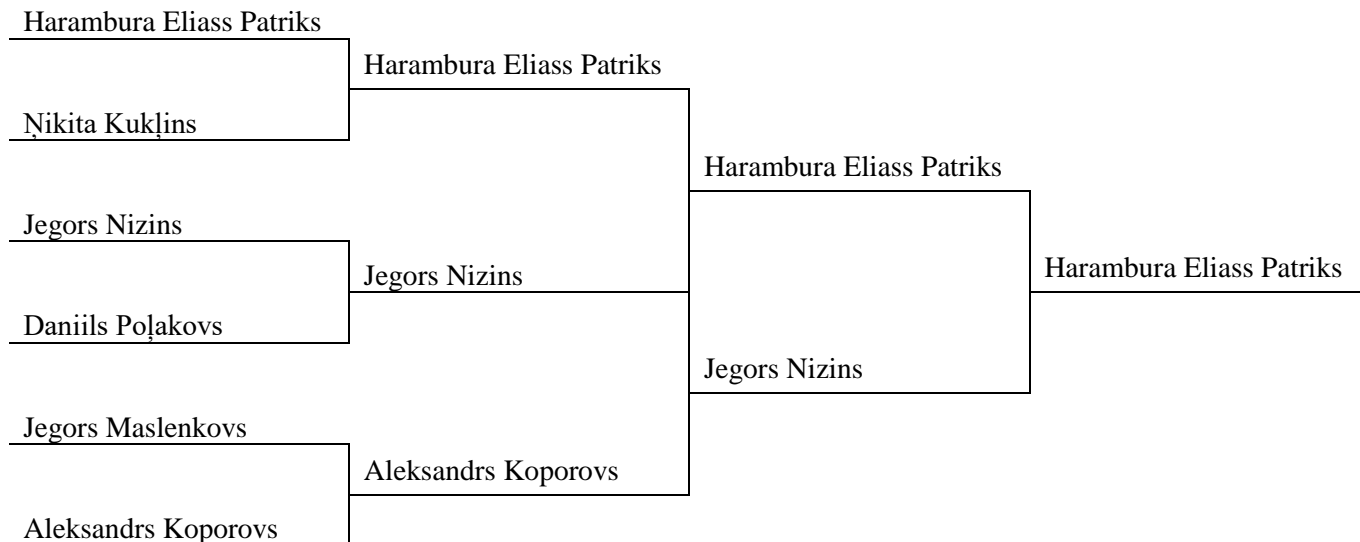 Harambura Eliass Patriks
Harambura Eliass Patriks
Ņikita Kukļins
Harambura Eliass Patriks
Jegors Nizins
Harambura Eliass Patriks
Jegors Nizins
Daniils Poļakovs
Jegors Nizins
Jegors Maslenkovs
Aleksandrs Koporovs
Aleksandrs Koporovs